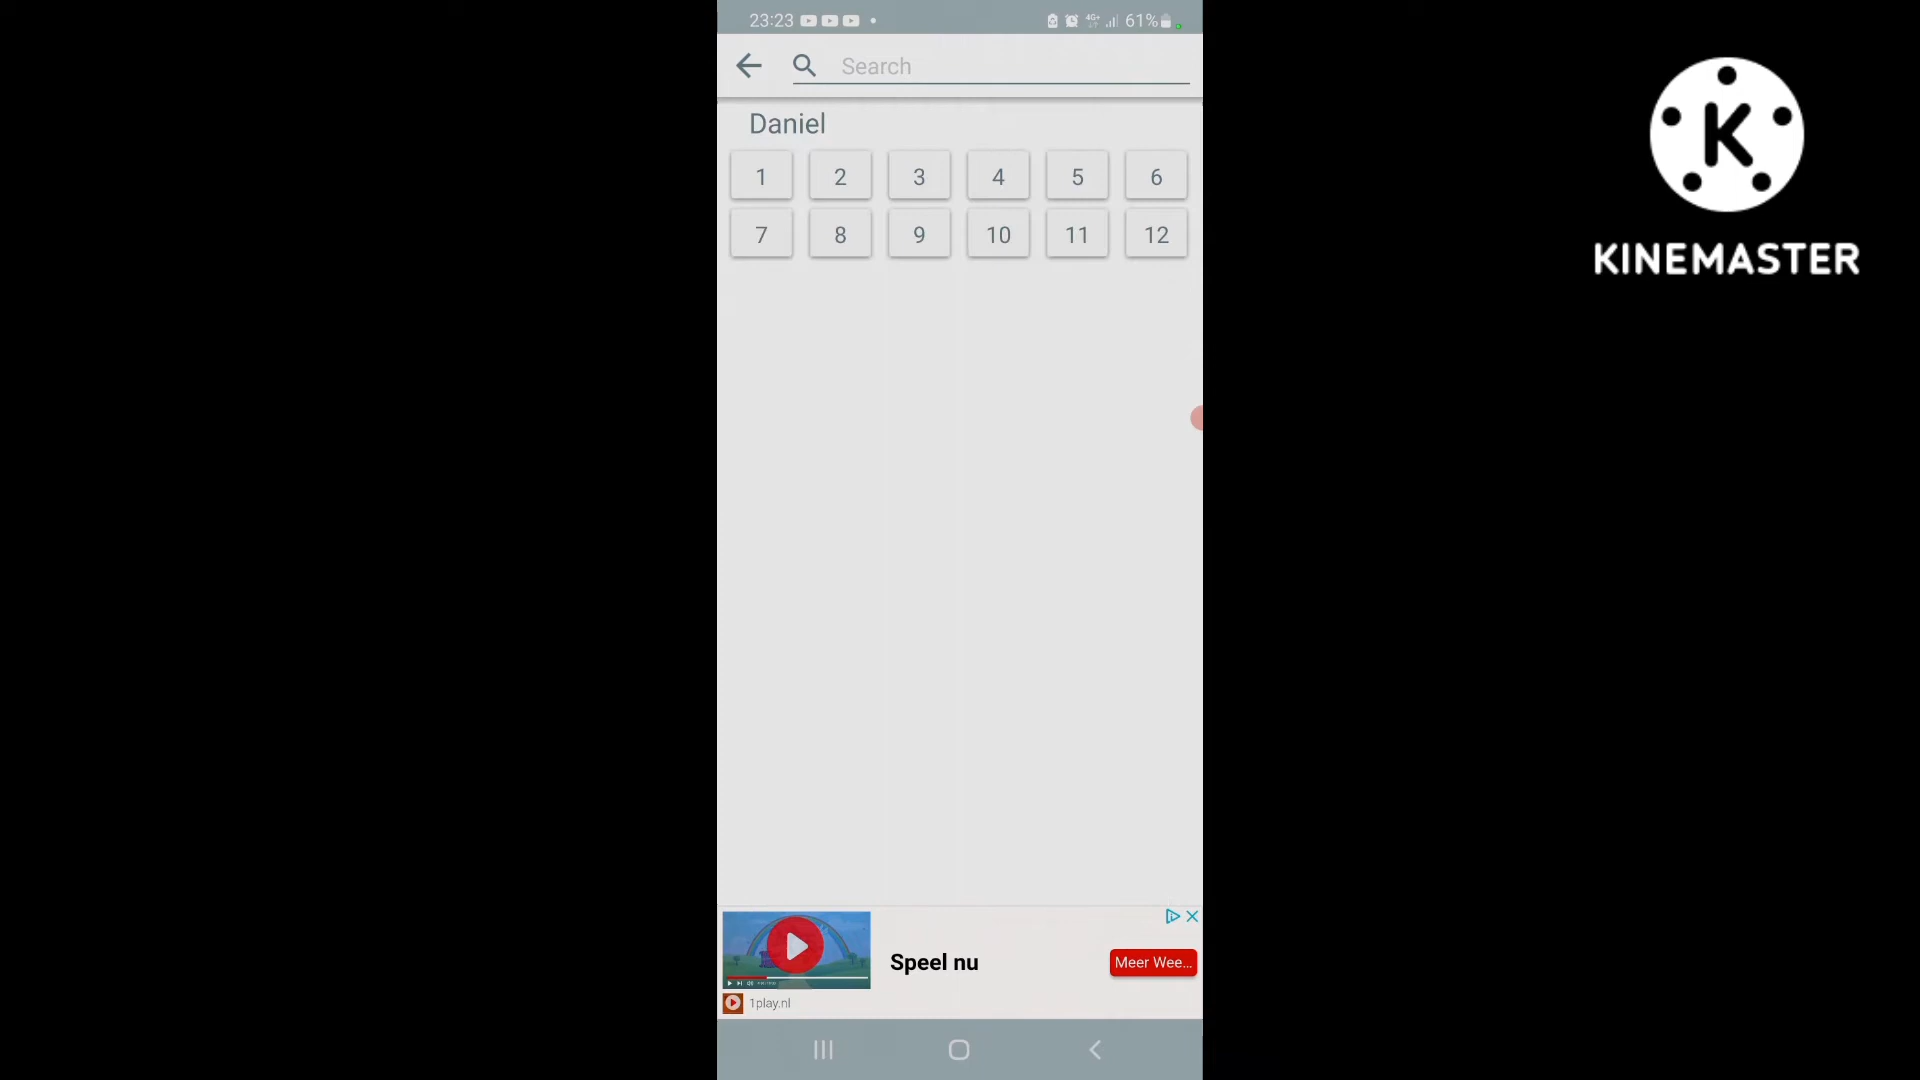 23:23
4G+
61%
Search
Daniel
1 2 3 4 5 6
7 8 9 10 11 12
Speel nu
Meer Wee...
1play.nl
K
KINEMASTER